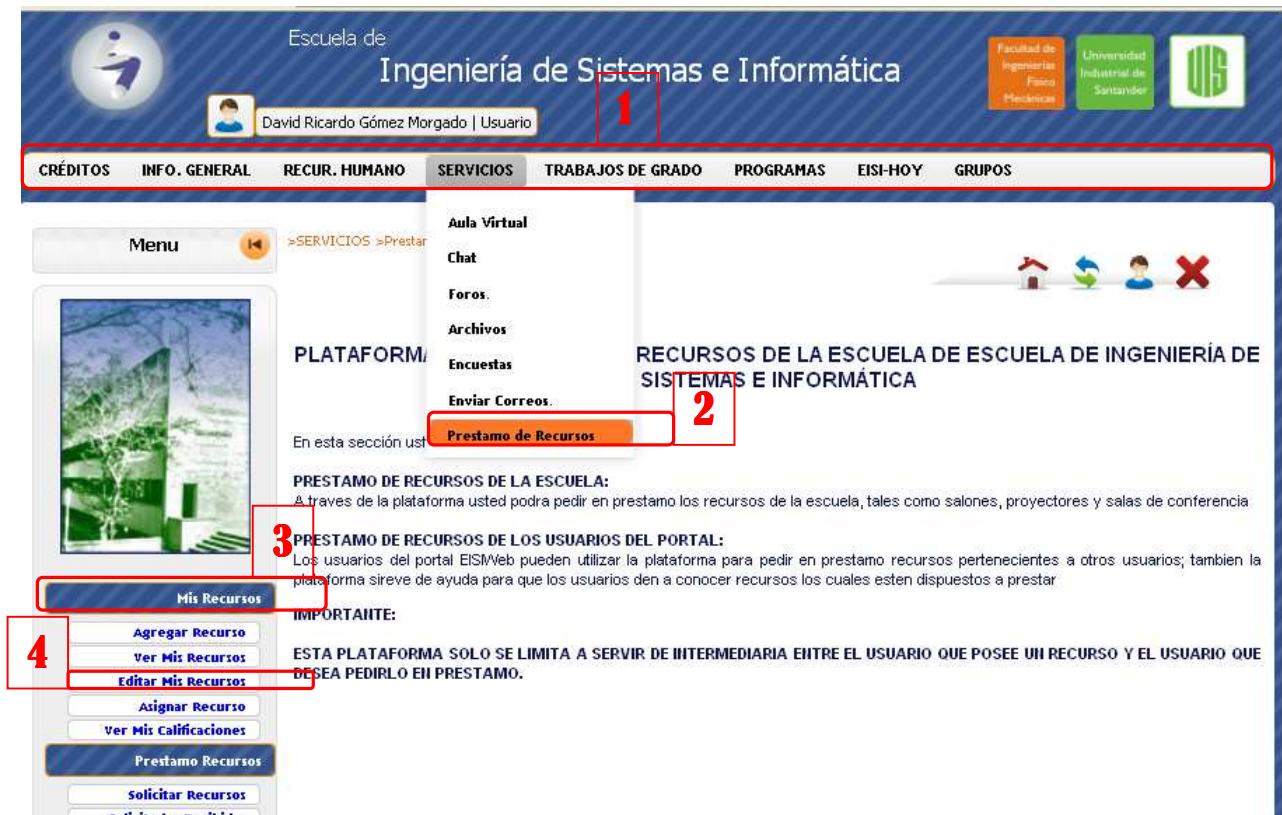 Escuela de
Ingeniería de Sistemas e Informática
Facultad de
Ingenierías
Físico
Mecánicas
Universidad
Industrial de
Santander
UIS
David Ricardo Gómez Morgado | Usuario
1
CRÉDITOS INFO. GENERAL RECUR. HUMANO SERVICIOS TRABAJOS DE GRADO PROGRAMAS EISI-HOY GRUPOS
Menu
>SERVICIOS >Prestar
Aula Virtual
Chat
Foros.
Archivos
Encuestas
Enviar Correos.
Prestamo de Recursos
2
PLATAFORMA RECURSOS DE LA ESCUELA DE ESCUELA DE INGENIERÍA DE
SISTEMAS E INFORMÁTICA
En esta sección ust
PRESTAMO DE RECURSOS DE LA ESCUELA:
A traves de la plataforma usted podra pedir en prestamo los recursos de la escuela, tales como salones, proyectores y salas de conferencia
3
PRESTAMO DE RECURSOS DE LOS USUARIOS DEL PORTAL:
Los usuarios del portal EISIWeb pueden utilizar la plataforma para pedir en prestamo recursos pertenecientes a otros usuarios; tambien la
plataforma sireve de ayuda para que los usuarios den a conocer recursos los cuales esten dispuestos a prestar
IMPORTANTE:
ESTA PLATAFORMA SOLO SE LIMITA A SERVIR DE INTERMEDIARIA ENTRE EL USUARIO QUE POSEE UN RECURSO Y EL USUARIO QUE
DESEA PEDIRLO EN PRESTAMO.
Mis Recursos
4
Agregar Recurso
Ver Mis Recursos
Editar Mis Recursos
Asignar Recurso
Ver Mis Calificaciones
Prestamo Recursos
Solicitar Recursos